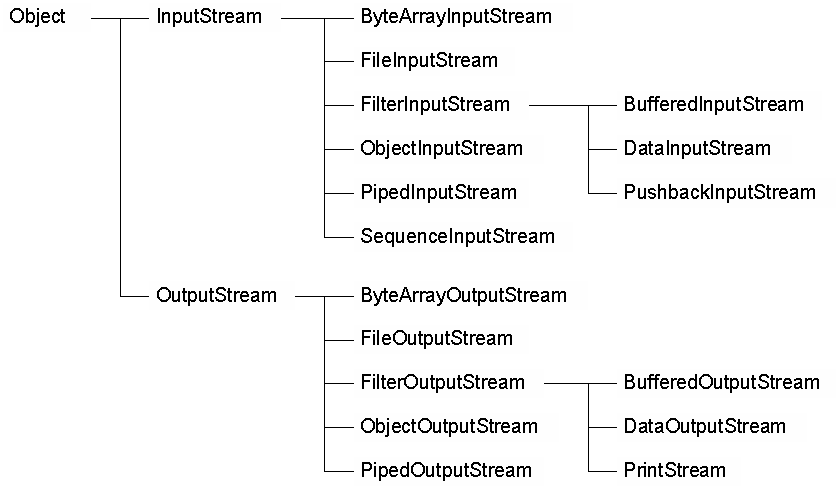 Object InputStream ByteArrayInputStream
FileInputStream
FilterInputStream BufferedInputStream
ObjectInputStream DataInputStream
PipedInputStream PushbackInputStream
SequenceInputStream
OutputStream ByteArrayOutputStream
FileOutputStream
FilterOutputStream BufferedOutputStream
ObjectOutputStream DataOutputStream
PipedOutputStream PrintStream